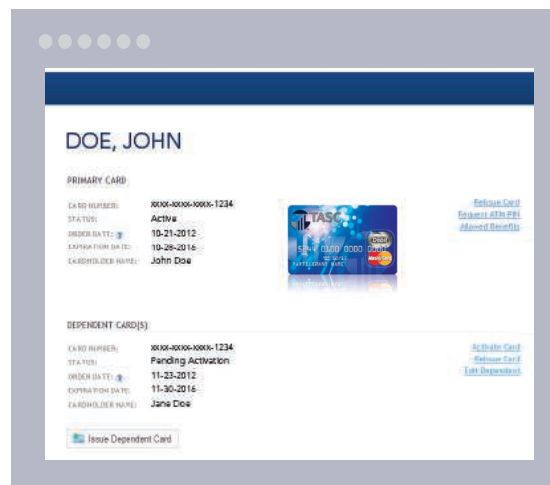 DOE, JOHN
PRIMARY CARD
CARD NUMBER: xxxx-xxxx-xxxx-1234
STATUS: Active
ORDER DATE: ? 10-21-2012
EXPIRATION DATE: 10-28-2016
CARDHOLDER NAME: John Doe
Reissue Card
Request ATM PIN
Allowed Benefits
TASC
Debit
MasterCard
DEPENDENT CARD(S)
CARD NUMBER: xxxx-xxxx-xxxx-1234
STATUS: Pending Activation
ORDER DATE: ? 11-23-2012
EXPIRATION DATE: 11-30-2016
CARDHOLDER NAME: Jane Doe
Activate Card
Reissue Card
Edit Dependent
Issue Dependent Card